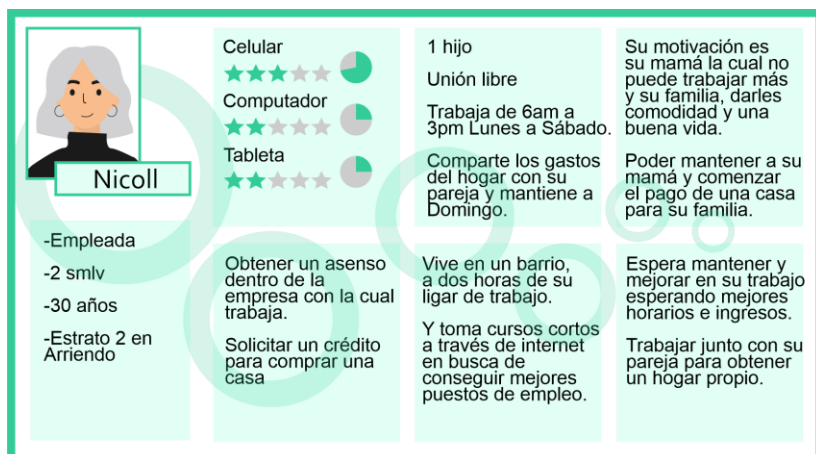 Nicoll
-Empleada
-2 smlv
-30 años
-Estrato 2 en
Arriendo
Celular
Computador
Tableta
1 hijo
Unión libre
Trabaja de 6am a
3pm Lunes a Sábado.
Comparte los gastos
del hogar con su
pareja y mantiene a
Domingo.
Su motivación es
su mamá la cual no
puede trabajar más
y su familia, darles
comodidad y una
buena vida.
Poder mantener a su
mamá y comenzar
el pago de una casa
para su familia.
Obtener un asenso
dentro de la
empresa con la cual
trabaja.
Solicitar un crédito
para comprar una
casa
Vive en un barrio,
a dos horas de su
ligar de trabajo.
Y toma cursos cortos
a través de internet
en busca de
conseguir mejores
puestos de empleo.
Espera mantener y
mejorar en su trabajo
esperando mejores
horarios e ingresos.
Trabajar junto con su
pareja para obtener
un hogar propio.